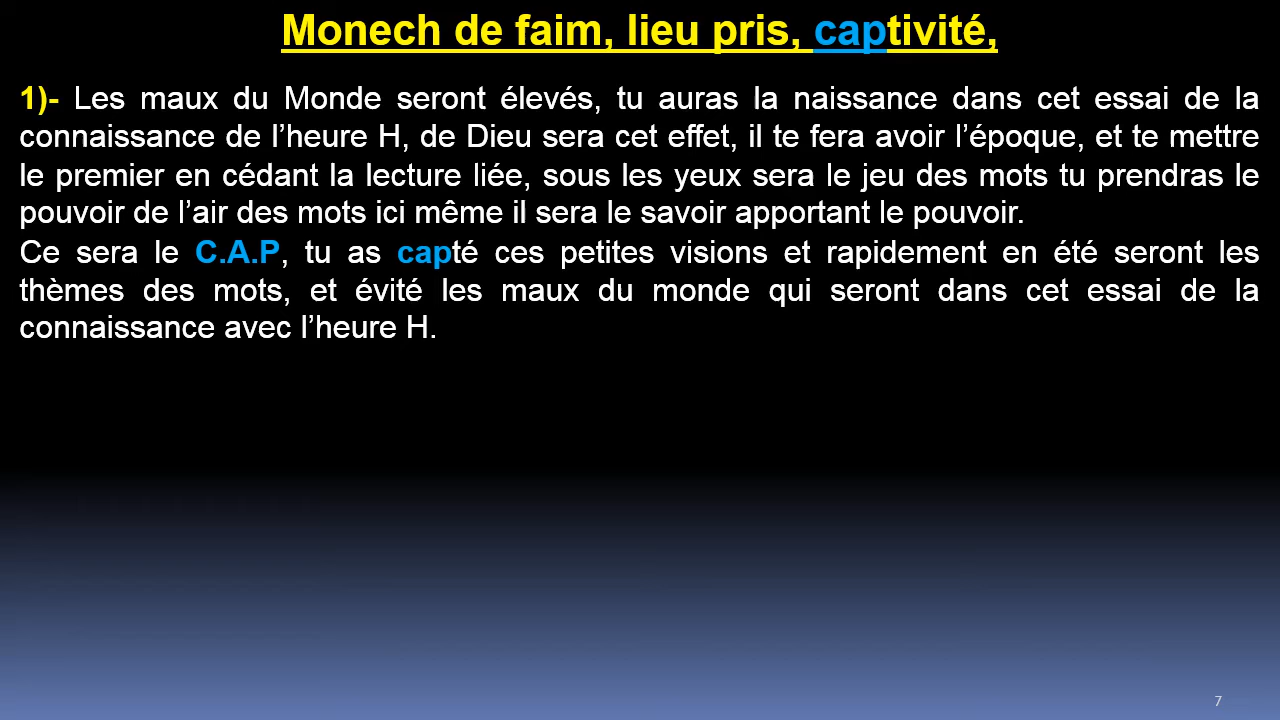 Monech de faim, lieu pris, captivité,
1)- Les maux du Monde seront élevés, tu auras la naissance dans cet essai de la
connaissance de l’heure H, de Dieu sera cet effet, il te fera avoir l’époque, et te mettre
le premier en cédant la lecture liée, sous les yeux sera le jeu des mots tu prendras le
pouvoir de l’air des mots ici même il sera le savoir apportant le pouvoir.
Ce sera le C.A.P, tu as capté ces petites visions et rapidement en été seront les
thèmes des mots, et évité les maux du monde qui seront dans cet essai de la
connaissance avec l’heure H.
7